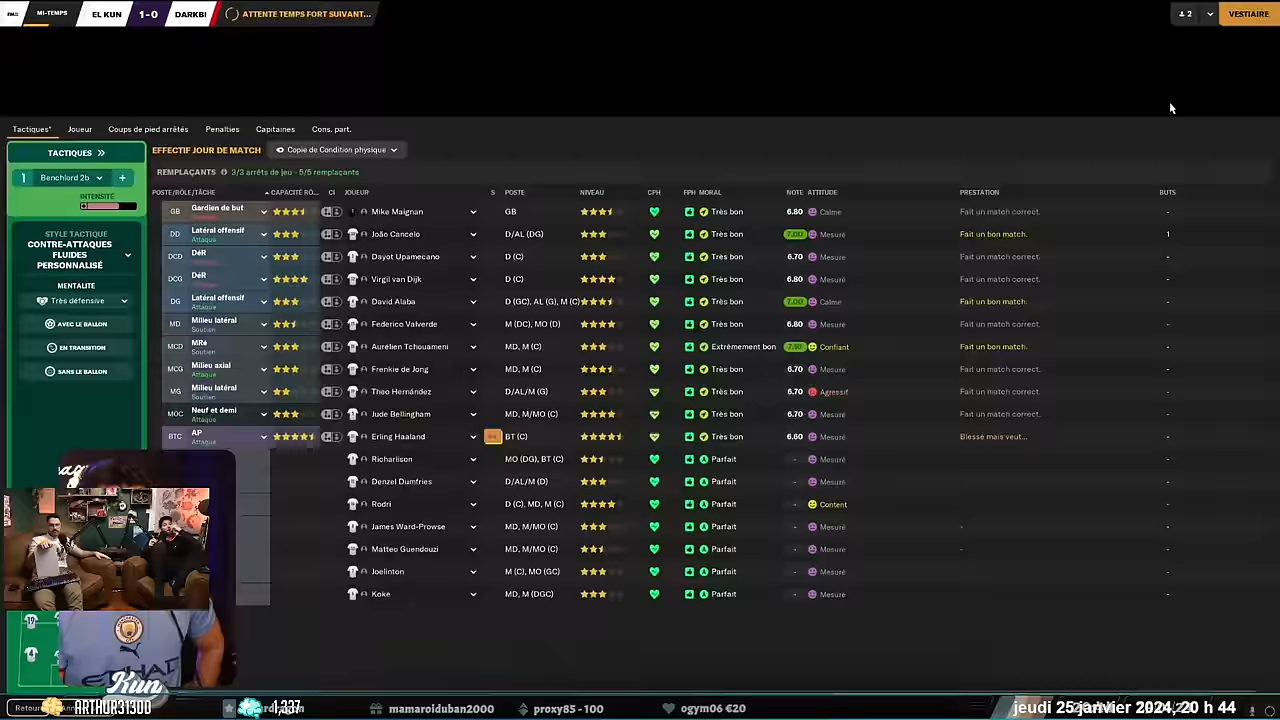 MI-TEMPS EL KUN 1-0 DARKBI ATTENTE TEMPS FORT SUIVANT... 2 VESTIAIRE
Tactiques* Joueur Coups de pied arrêtés Penalties Capitaines Cons. part.
TACTIQUES EFFECTIF JOUR DE MATCH Copie de Condition physique
REMPLAÇANTS 3/3 arrêts de jeu - 5/5 remplaçants
1 Benchlord 2b +
INTENSITÉ
STYLE TACTIQUE
CONTRE-ATTAQUES
FLUIDES
PERSONNALISÉ
MENTALITÉ
Très défensive
AVEC LE BALLON
EN TRANSITION
SANS LE BALLON
POSTE/RÔLE/TÂCHE CAPACITÉ RÔ... CI JOUEUR S POSTE NIVEAU CPH FPH MORAL NOTE ATTITUDE PRESTATION BUTS
GB Gardien de but Mike Maignan GB Très bon 6.80 Calme Fait un match correct. -
DD Latéral offensif Attaque João Cancelo D/AL (DG) Très bon 7.00 Mesuré Fait un bon match. 1
DCD DéR Dayot Upamecano D (C) Très bon 6.70 Mesuré Fait un match correct. -
DCG DéR Virgil van Dijk D (C) Très bon 6.80 Mesuré Fait un match correct. -
DG Latéral offensif Attaque David Alaba D (GC), AL (G), M (C) Très bon 7.00 Calme Fait un bon match. -
MD Milieu latéral Soutien Federico Valverde M (DC), MO (D) Très bon 6.80 Mesuré Fait un match correct. -
MCD MRé Soutien Aurélien Tchouameni MD, M (C) Extrêmement bon 7.10 Confiant Fait un bon match. -
MCG Milieu axial Attaque Frenkie de Jong MD, M (C) Très bon 6.70 Mesuré Fait un match correct. -
MG Milieu latéral Soutien Theo Hernández D/AL/M (G) Très bon 6.70 Agressif Fait un match correct. -
MOC Neuf et demi Attaque Jude Bellingham MD, M/MO (C) Très bon 6.70 Mesuré Fait un match correct. -
BTC AP Attaque Erling Haaland BT (C) Très bon 6.60 Mesuré Blessé mais veut... -
Richarlison MO (DG), BT (C) Parfait - Mesuré -
Denzel Dumfries D/AL/M (D) Parfait - Mesuré -
Rodri D (C), MD, M (C) Parfait - Content -
James Ward-Prowse MD, M/MO (C) Parfait - Mesuré - -
Matteo Guendouzi MD, M/MO (C) Parfait - Mesuré - -
Joelinton M (C), MO (GC) Parfait - Mesuré -
Koke MD, M (DGC) Parfait - Mesuré -
19
4
ETIHAD
Kun
ARTHUR31300 1,237 mamaroiduban2000 proxy85 - 100 ogym06 €20 jeudi 25 janvier 2024, 20 h 44